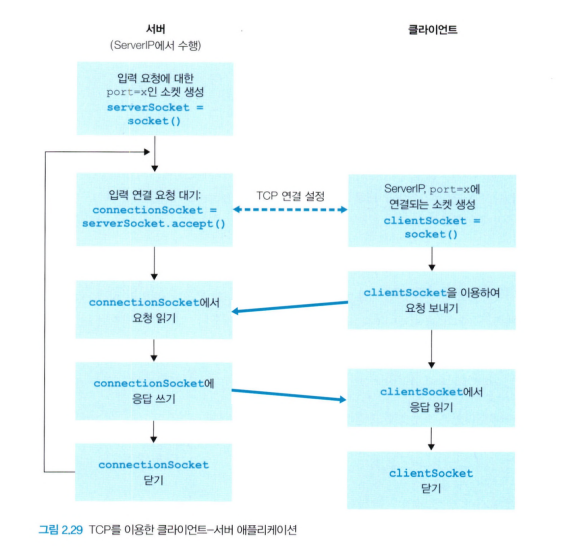 서버
(ServerIP에서 수행)
클라이언트
입력 요청에 대한
port=x인 소켓 생성
serverSocket =
socket()
입력 연결 요청 대기:
connectionSocket =
serverSocket.accept()
TCP 연결 설정
ServerIP, port=x에
연결되는 소켓 생성
clientSocket =
socket()
connectionSocket에서
요청 읽기
clientSocket을 이용하여
요청 보내기
connectionSocket에
응답 쓰기
clientSocket에서
응답 읽기
connectionSocket
닫기
clientSocket
닫기
그림 2.29 TCP를 이용한 클라이언트–서버 애플리케이션